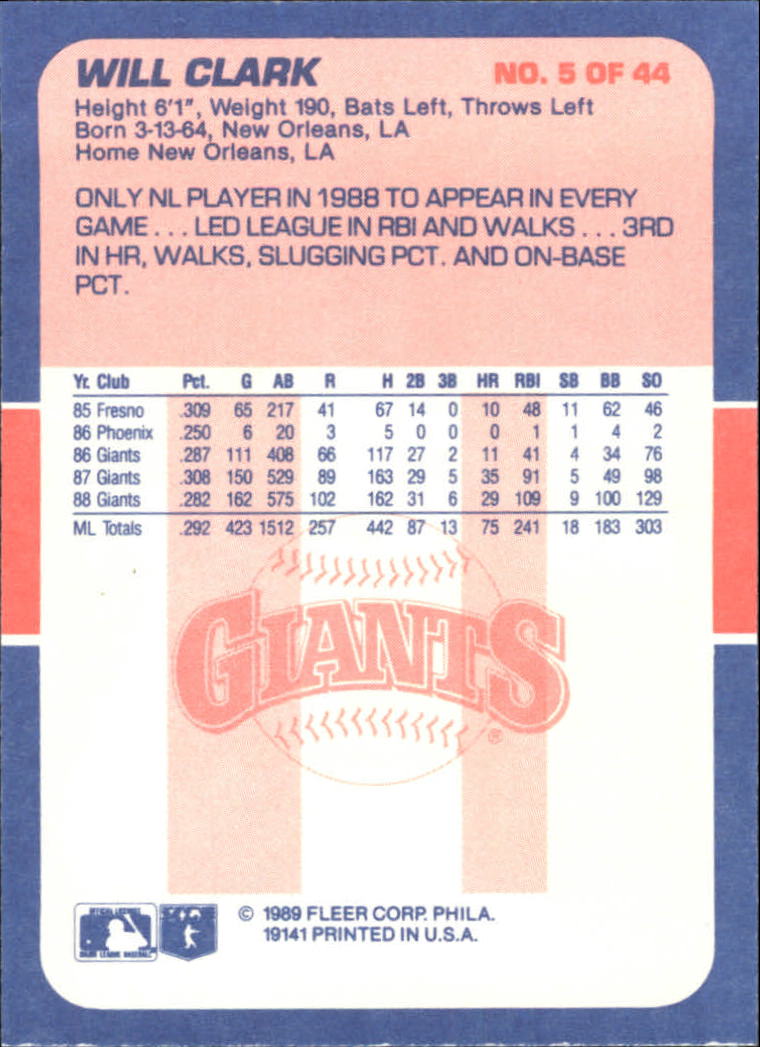 WILL CLARK NO. 5 OF 44
Height 6'1", Weight 190, Bats Left, Throws Left
Born 3-13-64, New Orleans, LA
Home New Orleans, LA
ONLY NL PLAYER IN 1988 TO APPEAR IN EVERY
GAME . . . LED LEAGUE IN RBI AND WALKS . . . 3RD
IN HR, WALKS, SLUGGING PCT. AND ON-BASE
PCT.
Yr. Club Pct. G AB R H 2B 3B HR RBI SB BB SO
85 Fresno .309 65 217 41 67 14 0 10 48 11 62 46
86 Phoenix .250 6 20 3 5 0 0 0 1 1 4 2
86 Giants .287 111 408 66 117 27 2 11 41 4 34 76
87 Giants .308 150 529 89 163 29 5 35 91 5 49 98
88 Giants .282 162 575 102 162 31 6 29 109 9 100 129
ML Totals .292 423 1512 257 442 87 13 75 241 18 183 303
GIANTS
®
© 1989 FLEER CORP. PHILA.
19141 PRINTED IN U.S.A.